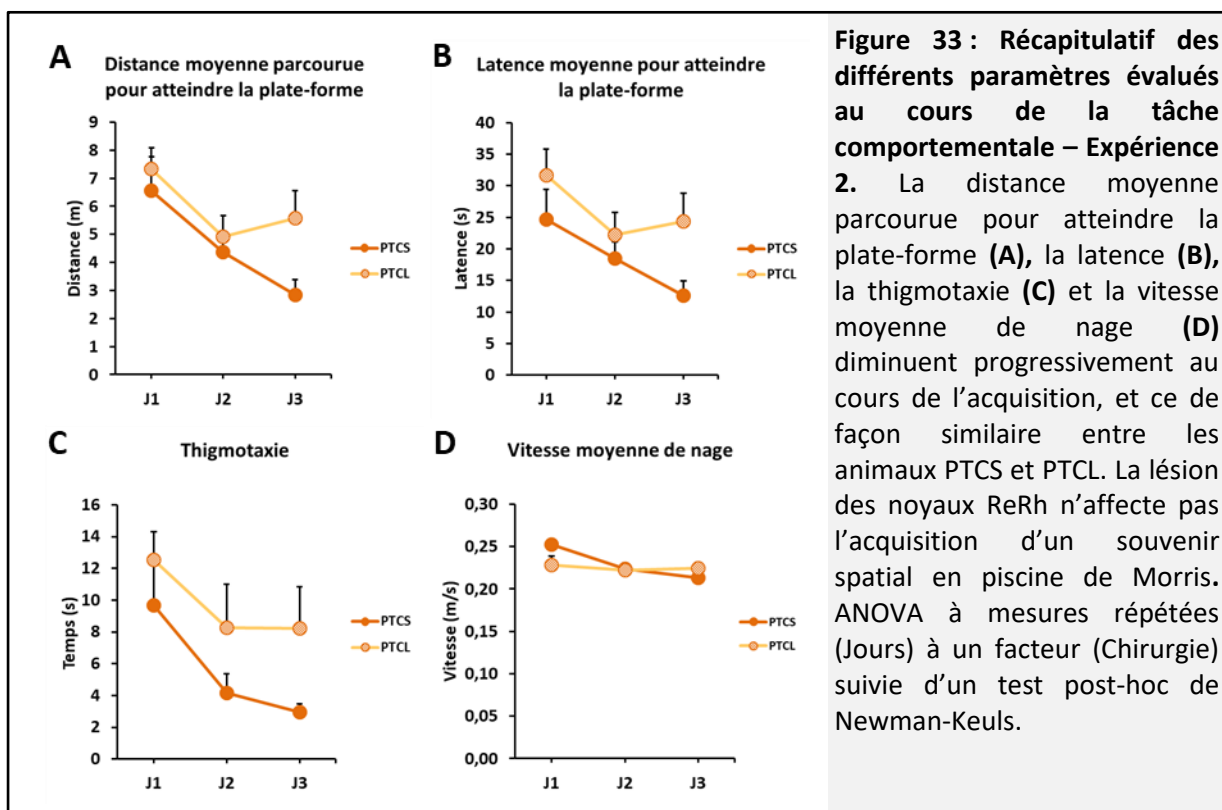 A
Distance moyenne parcourue
pour atteindre la plate-forme
Distance (m)
9
8
7
6
5
4
3
2
1
0
J1 J2 J3
PTCS
PTCL
B
Latence moyenne pour atteindre
la plate-forme
Latence (s)
40
35
30
25
20
15
10
5
0
J1 J2 J3
PTCS
PTCL
C
Thigmotaxie
Temps (s)
16
14
12
10
8
6
4
2
0
J1 J2 J3
PTCS
PTCL
D
Vitesse moyenne de nage
Vitesse (m/s)
0,30
0,25
0,20
0,15
0,10
0,05
0,00
J1 J2 J3
PTCS
PTCL
Figure 33 : Récapitulatif des
différents paramètres évalués
au cours de la tâche
comportementale – Expérience
2. La distance moyenne
parcourue pour atteindre la
plate-forme (A), la latence (B),
la thigmotaxie (C) et la vitesse
moyenne de nage (D)
diminuent progressivement au
cours de l’acquisition, et ce de
façon similaire entre les
animaux PTCS et PTCL. La lésion
des noyaux ReRh n’affecte pas
l’acquisition d’un souvenir
spatial en piscine de Morris.
ANOVA à mesures répétées
(Jours) à un facteur (Chirurgie)
suivie d’un test post-hoc de
Newman-Keuls.